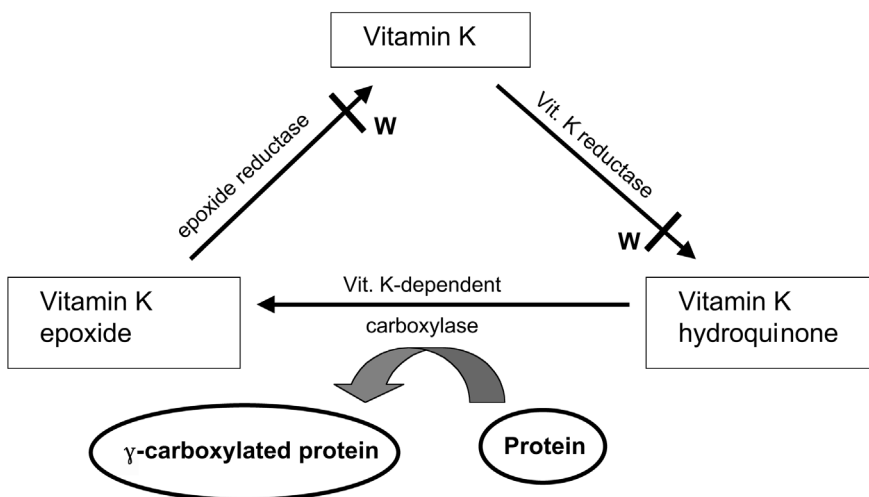 Vitamin K
epoxide reductase
W
Vit. K reductase
W
Vitamin K
epoxide
Vit. K-dependent
carboxylase
Vitamin K
hydroquinone
γ-carboxylated protein
Protein